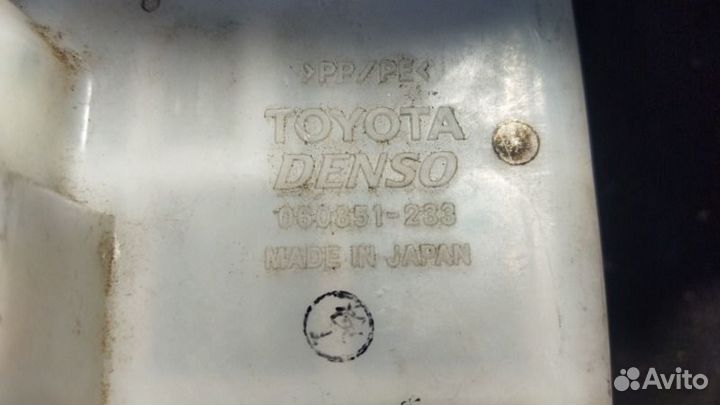 >PP/PE<
TOYOTA
DENSO
060851-233
MADE IN JAPAN
Avito